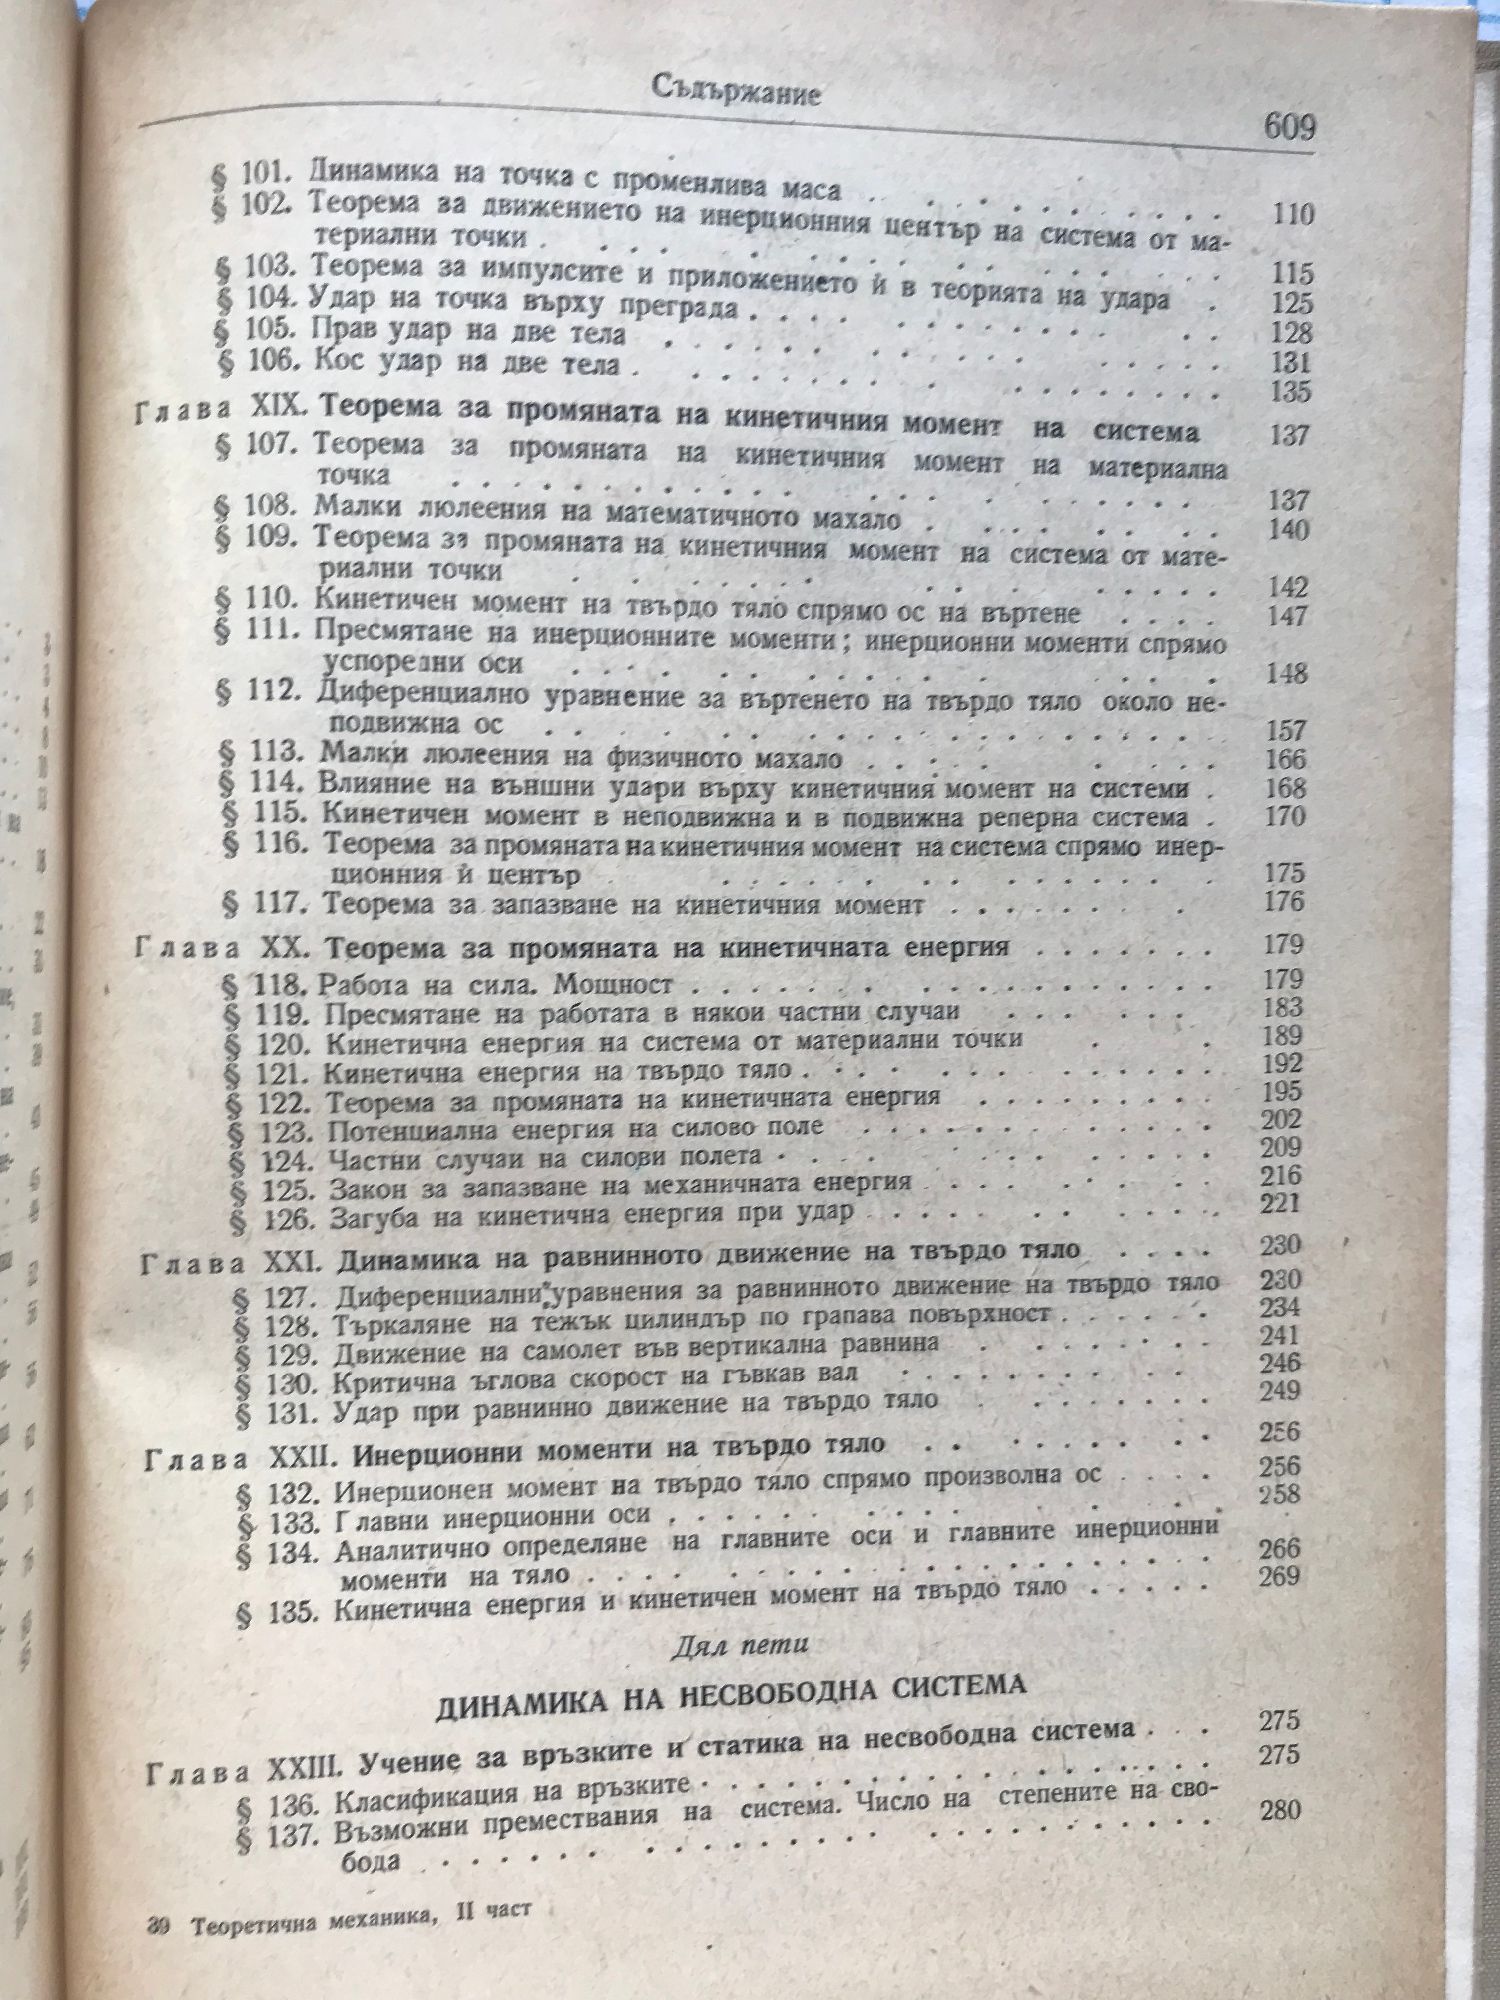 Съдържание
609
§ 101. Динамика на точка с променлива маса . . . . . . . . . . 110
§ 102. Теорема за движението на инерционния център на система от ма-
териални точки . . . . . . . . . . . . 115
§ 103. Теорема за импулсите и приложението ѝ в теорията на удара . 125
§ 104. Удар на точка върху преграда . . . . . . . . . . . . 128
§ 105. Прав удар на две тела . . . . . . . . . . . . 131
§ 106. Кос удар на две тела . . . . . . . . . . . . 135
Глава XIX. Теорема за промяната на кинетичния момент на система 137
§ 107. Теорема за промяната на кинетичния момент на материална
точка . . . . . . . . . . . . 137
§ 108. Малки люлеения на математичното махало . . . . . . . 140
§ 109. Теорема за промяната на кинетичния момент на система от мате-
риални точки . . . . . . . . . . . . 142
§ 110. Кинетичен момент на твърдо тяло спрямо ос на въртене . . . . 147
§ 111. Пресмятане на инерционните моменти; инерционни моменти спрямо
успоредни оси . . . . . . . . . . . . 148
§ 112. Диференциално уравнение за въртенето на твърдо тяло около не-
подвижна ос . . . . . . . . . . . . 157
§ 113. Малки люлеения на физичното махало . . . . . . . . 166
§ 114. Влияние на външни удари върху кинетичния момент на системи . 168
§ 115. Кинетичен момент в неподвижна и в подвижна реперна система . 170
§ 116. Теорема за промяната на кинетичния момент на система спрямо инер-
ционния ѝ център . . . . . . . . . . . 175
§ 117. Теорема за запазване на кинетичния момент . . . . . . . . 176
Глава XX. Теорема за промяната на кинетичната енергия . . . . . . . 179
§ 118. Работа на сила. Мощност . . . . . . . . . . . . . 179
§ 119. Пресмятане на работата в някои частни случаи . . . . . . 183
§ 120. Кинетична енергия на система от материални точки . . 189
§ 121. Кинетична енергия на твърдо тяло . . . . . . . . . . . 192
§ 122. Теорема за промяната на кинетичната енергия . . . . . . . . . 195
§ 123. Потенциална енергия на силово поле . . . . . . . . . . . 202
§ 124. Частни случаи на силови полета . . . . . . . . . . 209
§ 125. Закон за запазване на механичната енергия . . . . . . . . 216
§ 126. Загуба на кинетична енергия при удар . . . . . . . . . . 221
Глава XXI. Динамика на равнинното движение на твърдо тяло . . . . 230
§ 127. Диференциални уравнения за равнинното движение на твърдо тяло 230
§ 128. Търкаляне на тежък цилиндър по грапава повърхност . . . . . . 234
§ 129. Движение на самолет във вертикална равнина . . . . . . . . 241
§ 130. Критична ъглова скорост на гъвкав вал . . . . . . . . . 246
§ 131. Удар при равнинно движение на твърдо тяло . . . . . . . 249
Глава XXII. Инерционни моменти на твърдо тяло . . . . . . . . . 256
§ 132. Инерционен момент на твърдо тяло спрямо произволна ос . . . . 256
§ 133. Главни инерционни оси . . . . . . . . . . . . 258
§ 134. Аналитично определяне на главните оси и главните инерционни
моменти на тяло . . . . . . . . . . . . . . 266
§ 135. Кинетична енергия и кинетичен момент на твърдо тяло . . . . . 269
Дял пети
ДИНАМИКА НА НЕСВОБОДНА СИСТЕМА
Глава XXIII. Учение за връзките и статика на несвободна система . . . 275
§ 136. Класификация на връзките . . . . . . . . . . . . . . . 275
§ 137. Възможни премествания на система. Число на степените на сво-
бода . . . . . . . . . . . . . . . . 280
39 Теоретична механика, II част